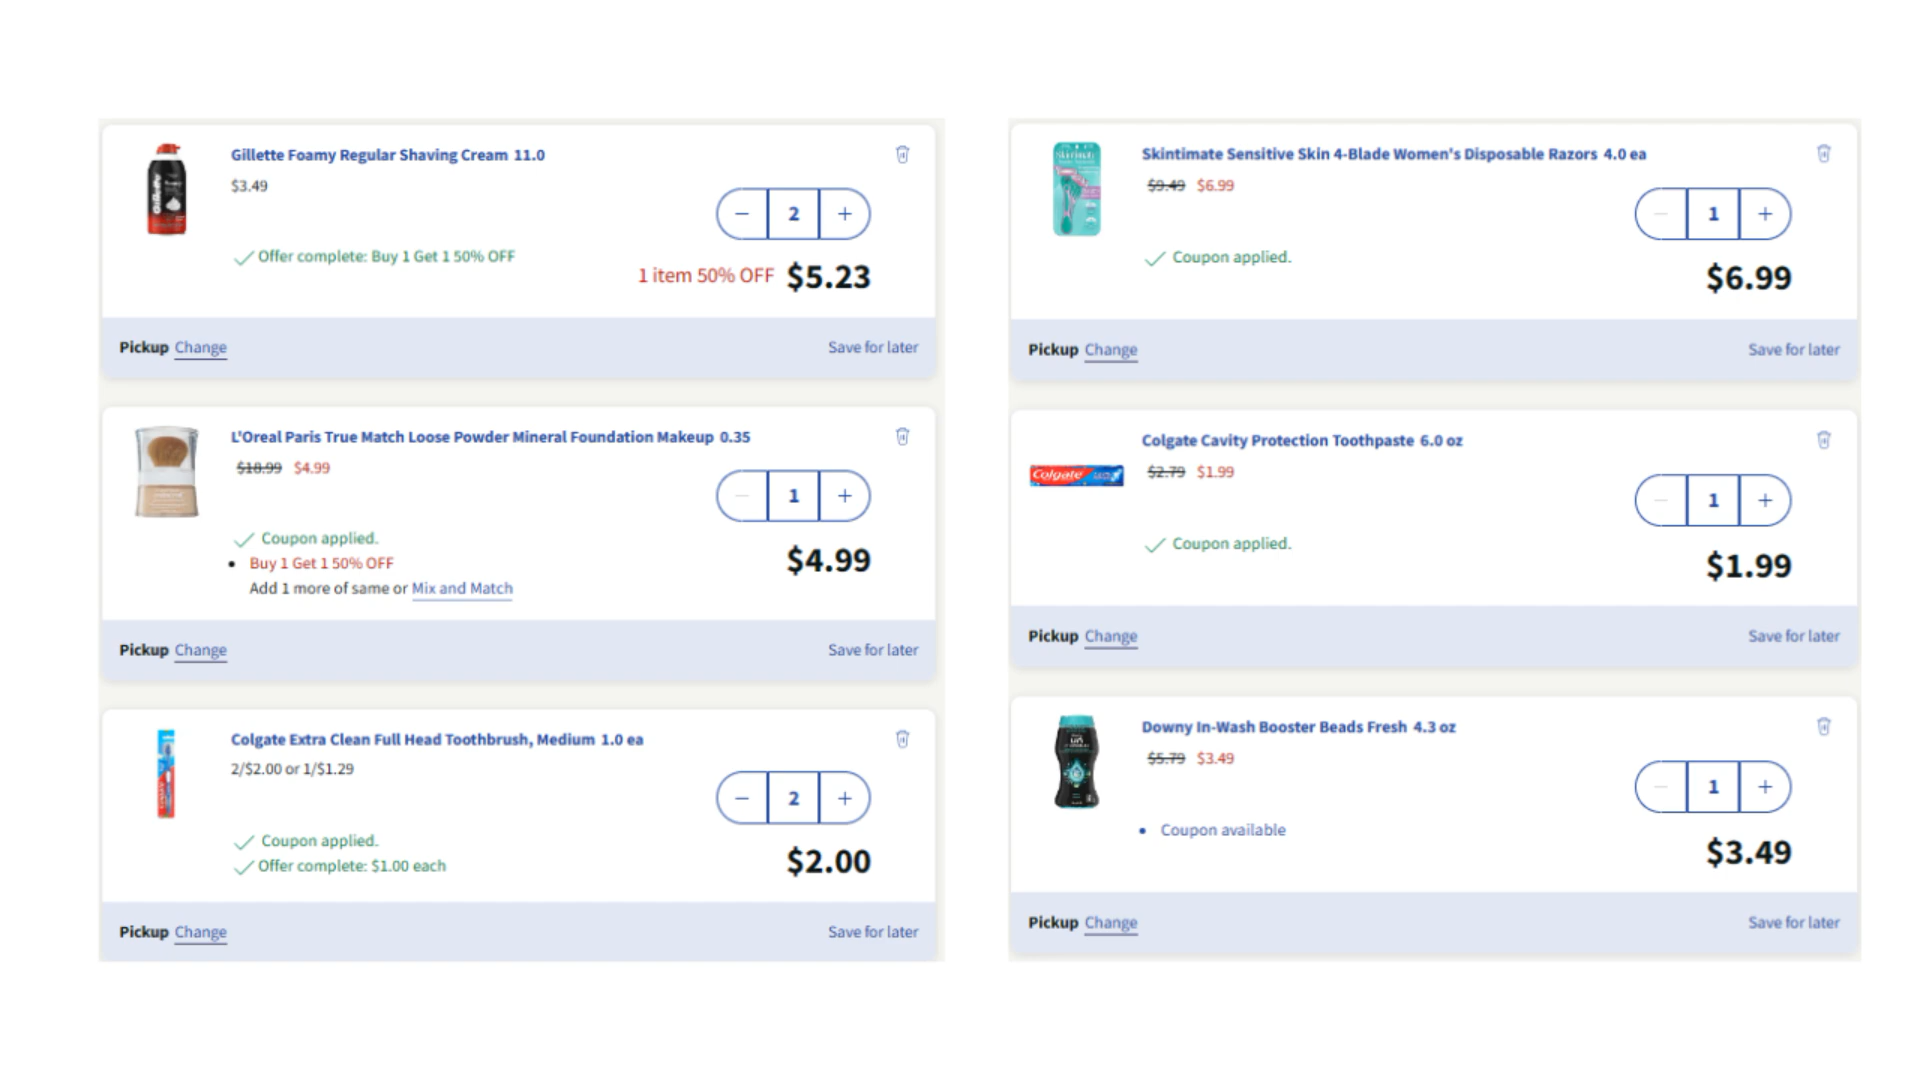 Gillette Foamy Regular Shaving Cream 11.0
$3.49
2
Offer complete: Buy 1 Get 1 50% OFF
1 item 50% OFF $5.23
Pickup Change
Save for later
L'Oreal Paris True Match Loose Powder Mineral Foundation Makeup 0.35
$18.99 $4.99
1
Coupon applied.
Buy 1 Get 1 50% OFF
Add 1 more of same or Mix and Match
$4.99
Pickup Change
Save for later
Colgate Extra Clean Full Head Toothbrush, Medium 1.0 ea
2/$2.00 or 1/$1.29
2
Coupon applied.
Offer complete: $1.00 each
$2.00
Pickup Change
Save for later
Skintimate Sensitive Skin 4-Blade Women's Disposable Razors 4.0 ea
$9.49 $6.99
1
Coupon applied.
$6.99
Pickup Change
Save for later
Colgate Cavity Protection Toothpaste 6.0 oz
$2.79 $1.99
Colgate
1
Coupon applied.
$1.99
Pickup Change
Save for later
Downy In-Wash Booster Beads Fresh 4.3 oz
$5.79 $3.49
1
Coupon available
$3.49
Pickup Change
Save for later